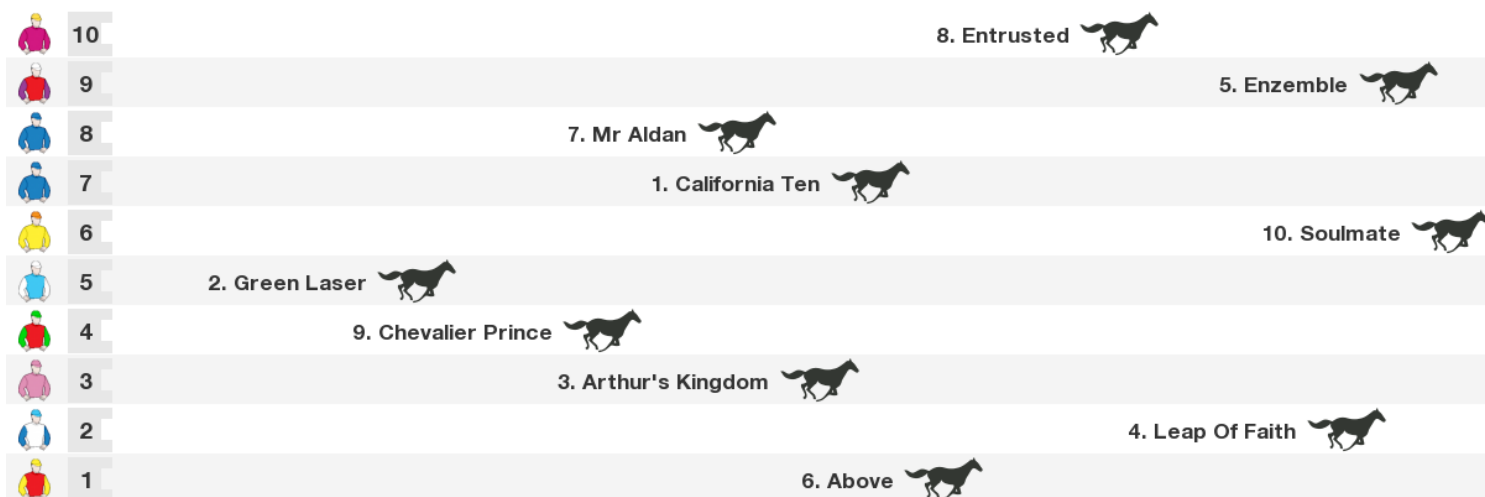 10 8. Entrusted
9 5. Enzemble
8 7. Mr Aldan
7 1. California Ten
6 10. Soulmate
5 2. Green Laser
4 9. Chevalier Prince
3 3. Arthur's Kingdom
2 4. Leap Of Faith
1 6. Above